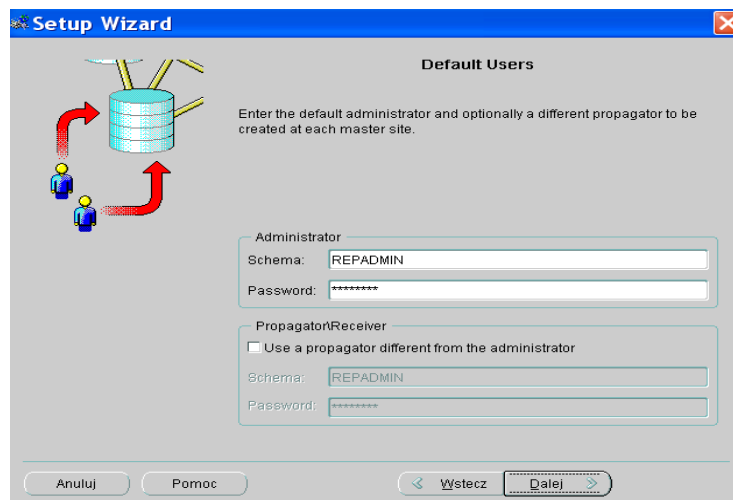 Setup Wizard
Default Users
Enter the default administrator and optionally a different propagator to be
created at each master site.
Administrator
Schema: REPADMIN
Password: ********
Propagator\Receiver
Use a propagator different from the administrator
Schema: REPADMIN
Password: ********
Anuluj Pomoc Wstecz Dalej